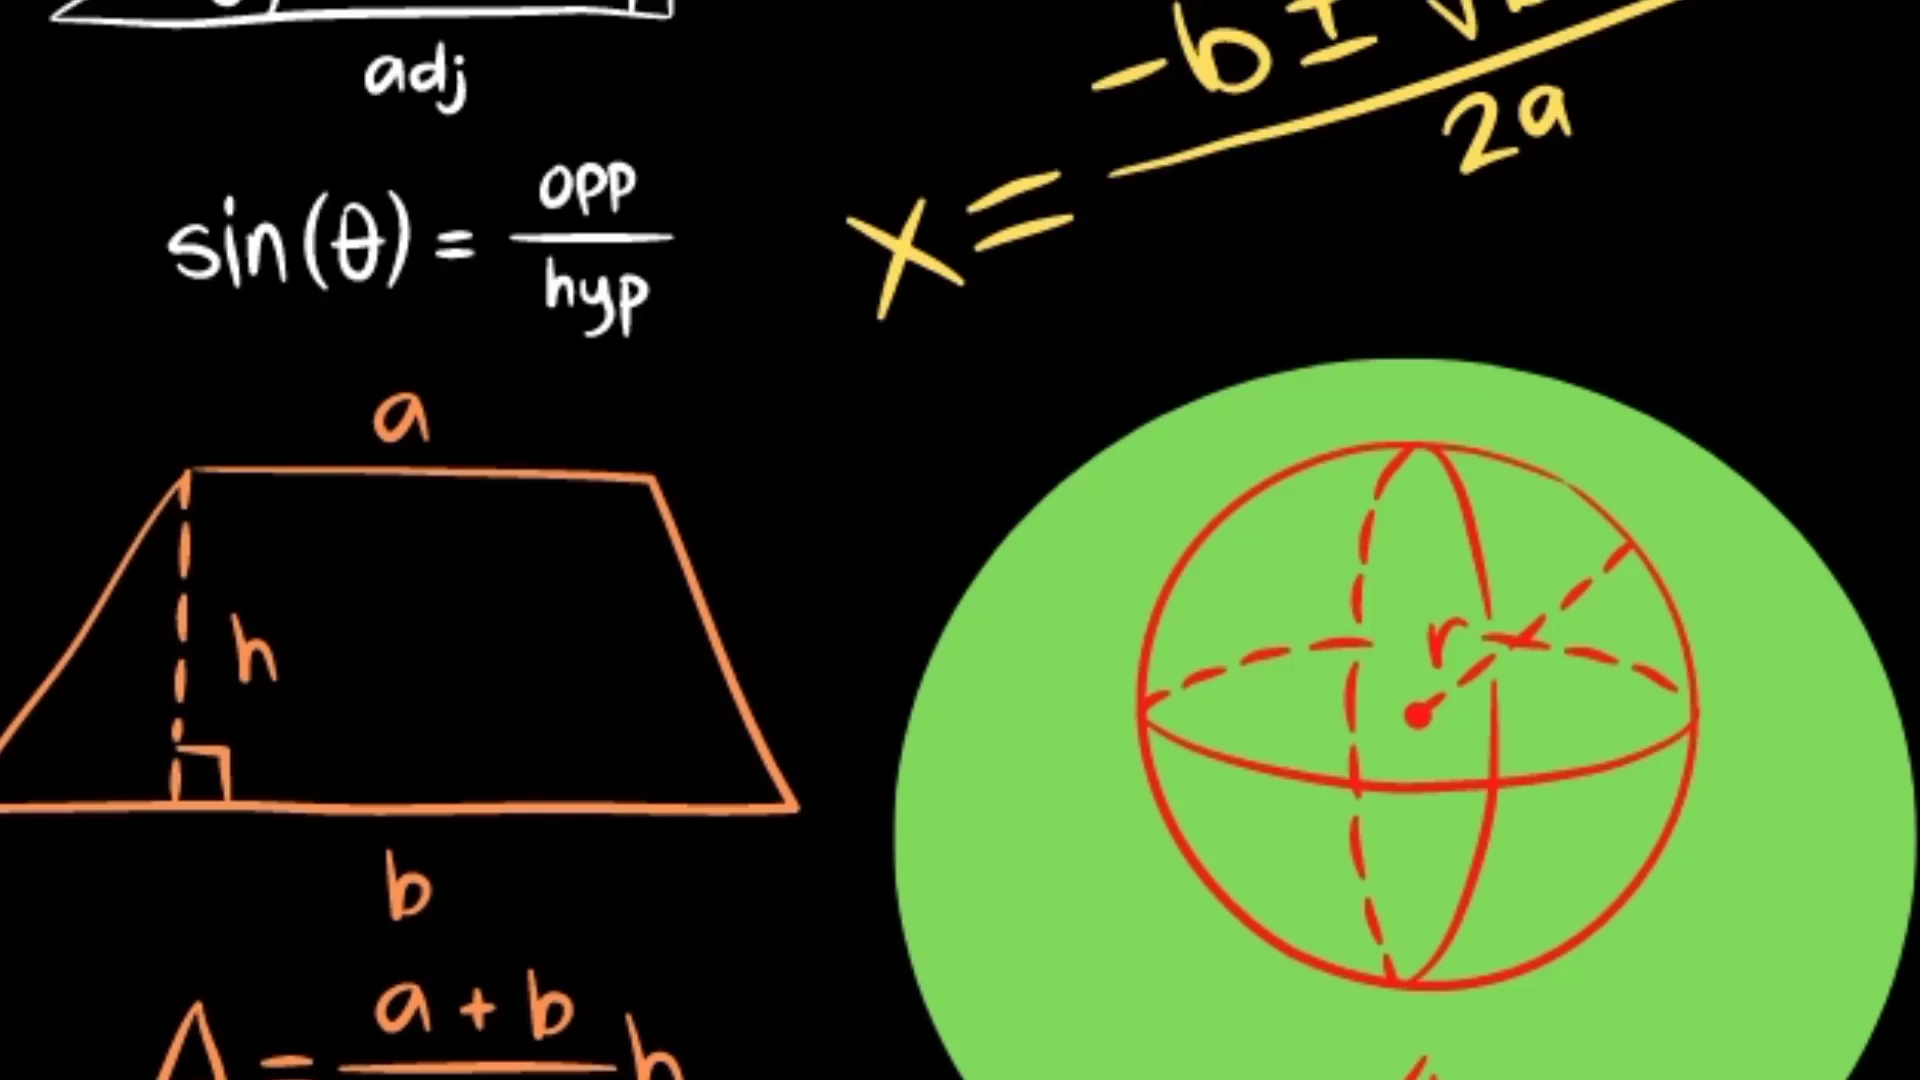 adj
sin(θ) = opp
hyp
-b ± √
2a
x =
a
h
b
r
a + b
A = h